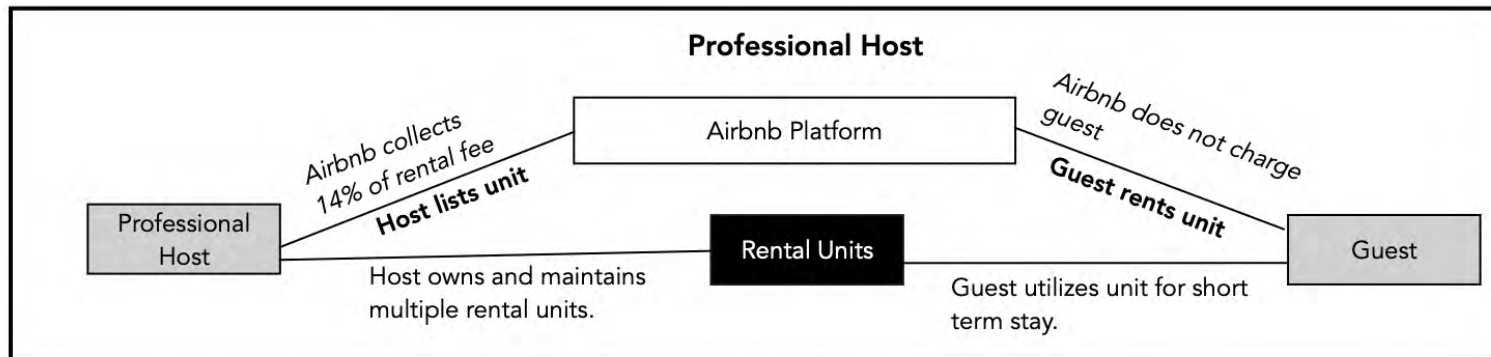 Professional Host
Airbnb Platform
Airbnb collects
14% of rental fee
Host lists unit
Airbnb does not charge
guest
Guest rents unit
Professional
Host
Rental Units
Guest
Host owns and maintains
multiple rental units.
Guest utilizes unit for short
term stay.